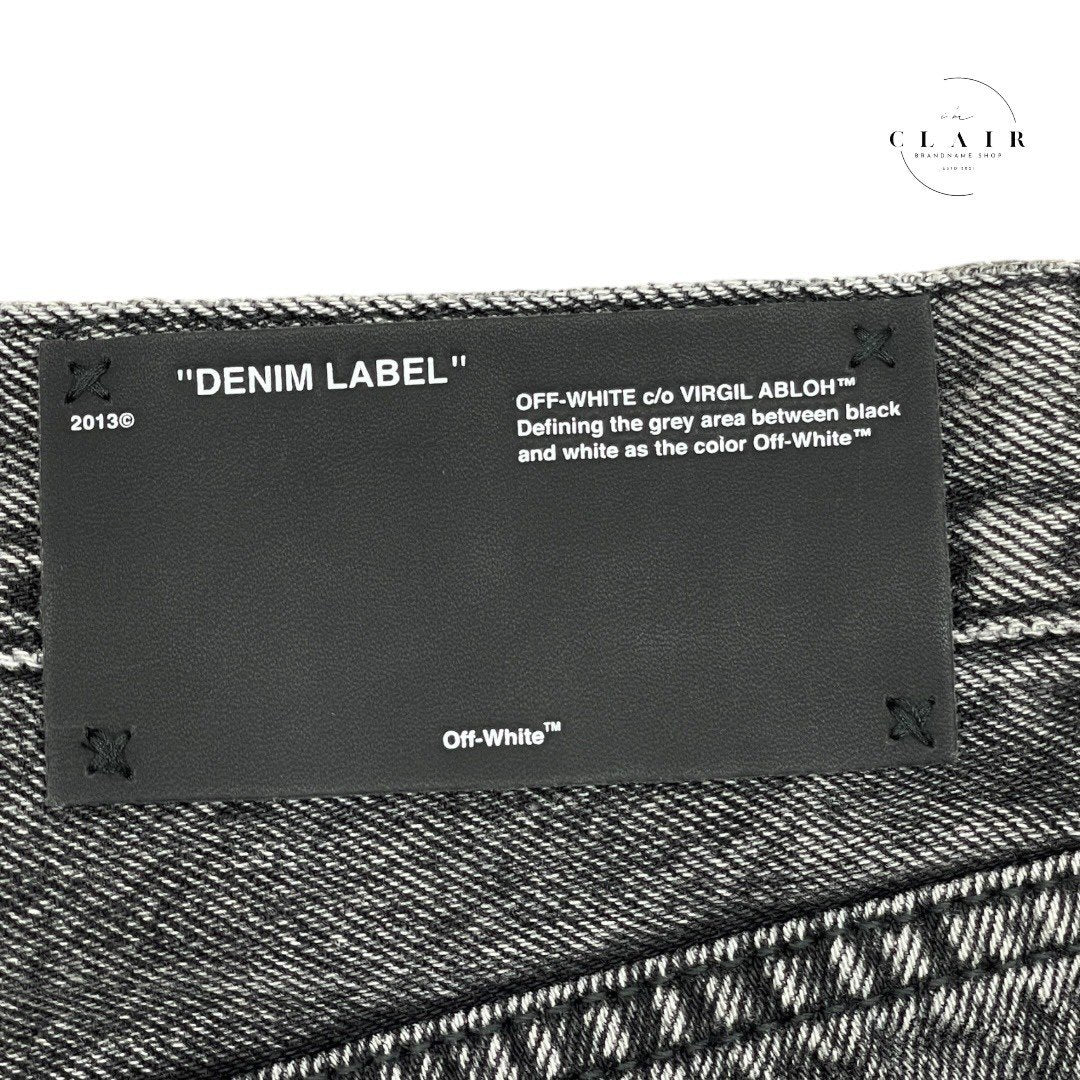 CLAIR
BRANDNAME SHOP
"DENIM LABEL"
2013©
OFF-WHITE c/o VIRGIL ABLOH™
Defining the grey area between black
and white as the color Off-White™
Off-White™